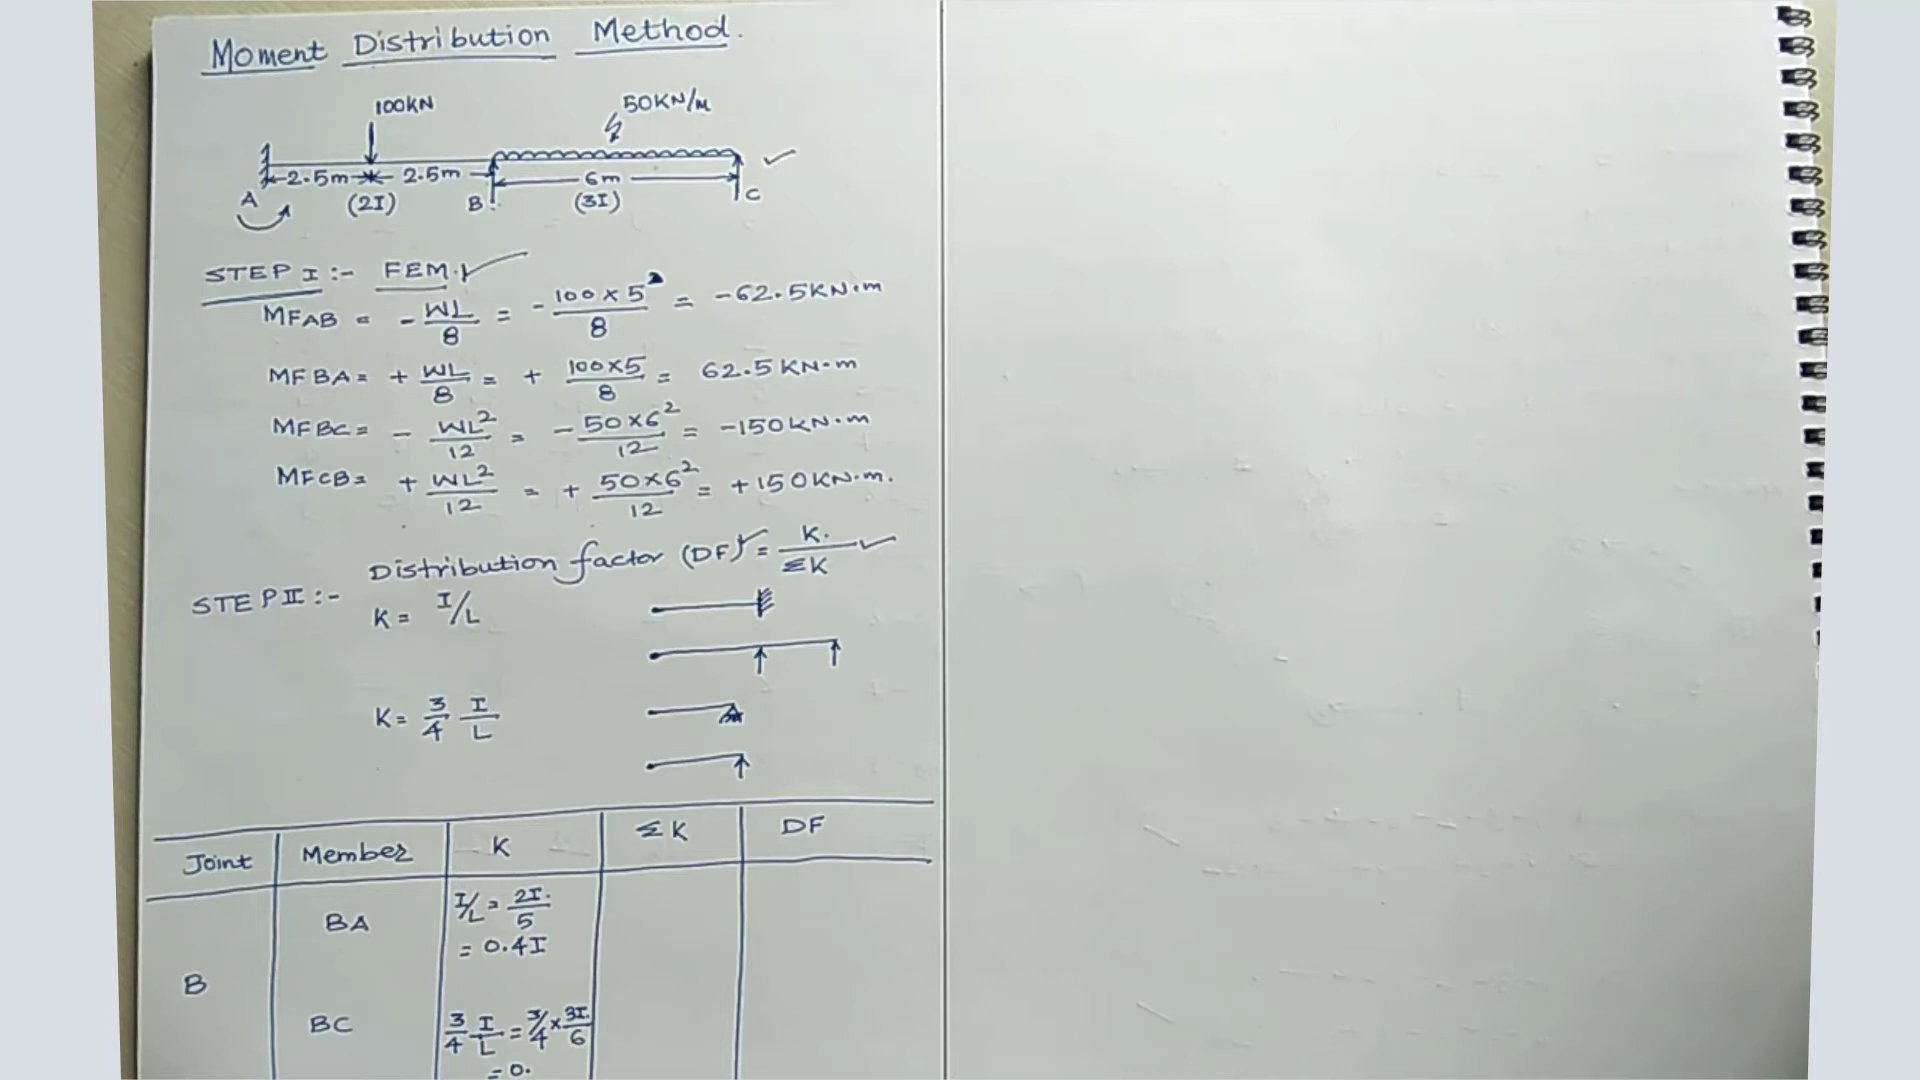 Moment Distribution Method.
100KN
50KN/M
2.5m 2.5m 6m
A (2I) B (3I) C
STEP I :- FEM.
MFAB = - WL/8 = - 100 x 5/8 = -62.5KN.m
MFBA = + WL/8 = + 100x5/8 = 62.5 KN.m
MFBC = - WL²/12 = - 50x6²/12 = -150KN.m
MFCB = + WL²/12 = + 50x6²/12 = +150KN.m.
STEP II :- Distribution factor (DF) = K./ΣK
K = I/L
K = 3/4 I/L
Joint Member K ΣK DF
BA I/L = 2I./5
= 0.4I
B
BC 3/4 I/L = 3/4 x 3I./6
= 0.